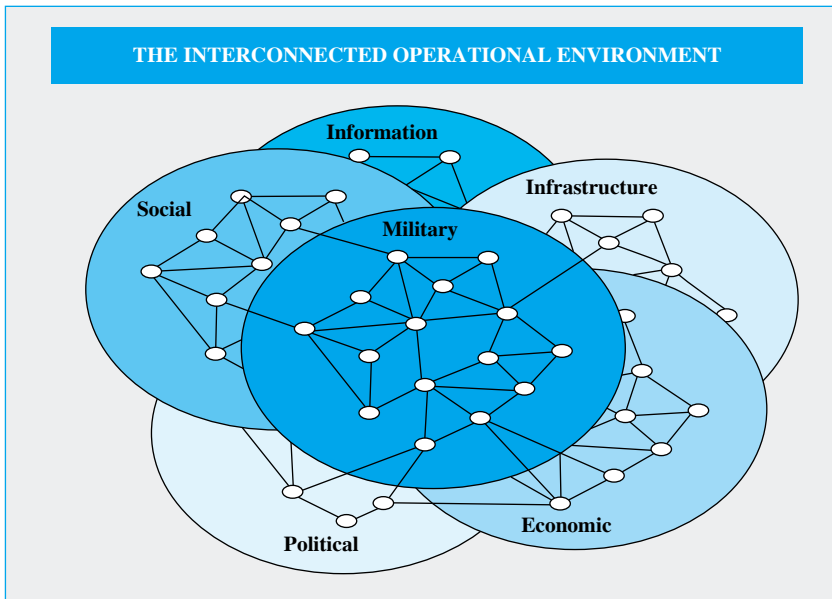 THE INTERCONNECTED OPERATIONAL ENVIRONMENT
Information
Infrastructure
Social
Military
Economic
Political